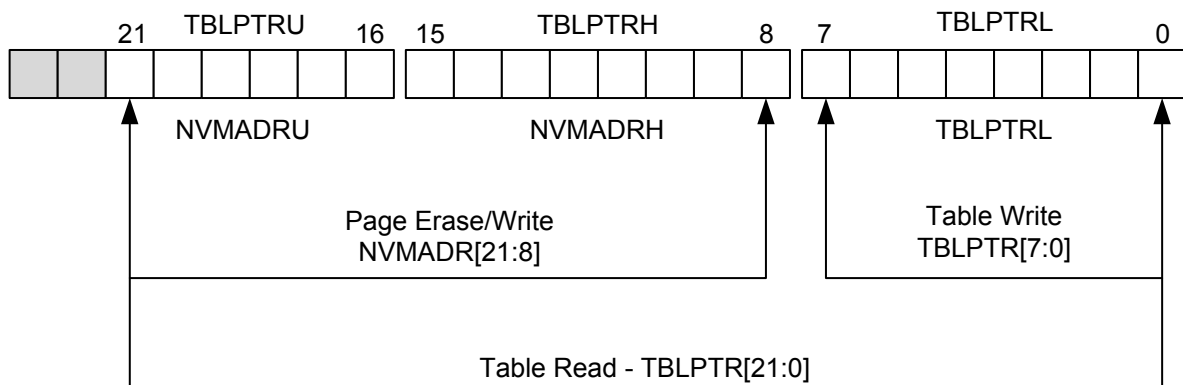 21 TBLPTRU 16 15 TBLPTRH 8 7 TBLPTRL 0
NVMADRU NVMADRH TBLPTRL
Page Erase/Write
NVMADR[21:8]
Table Write
TBLPTR[7:0]
Table Read - TBLPTR[21:0]